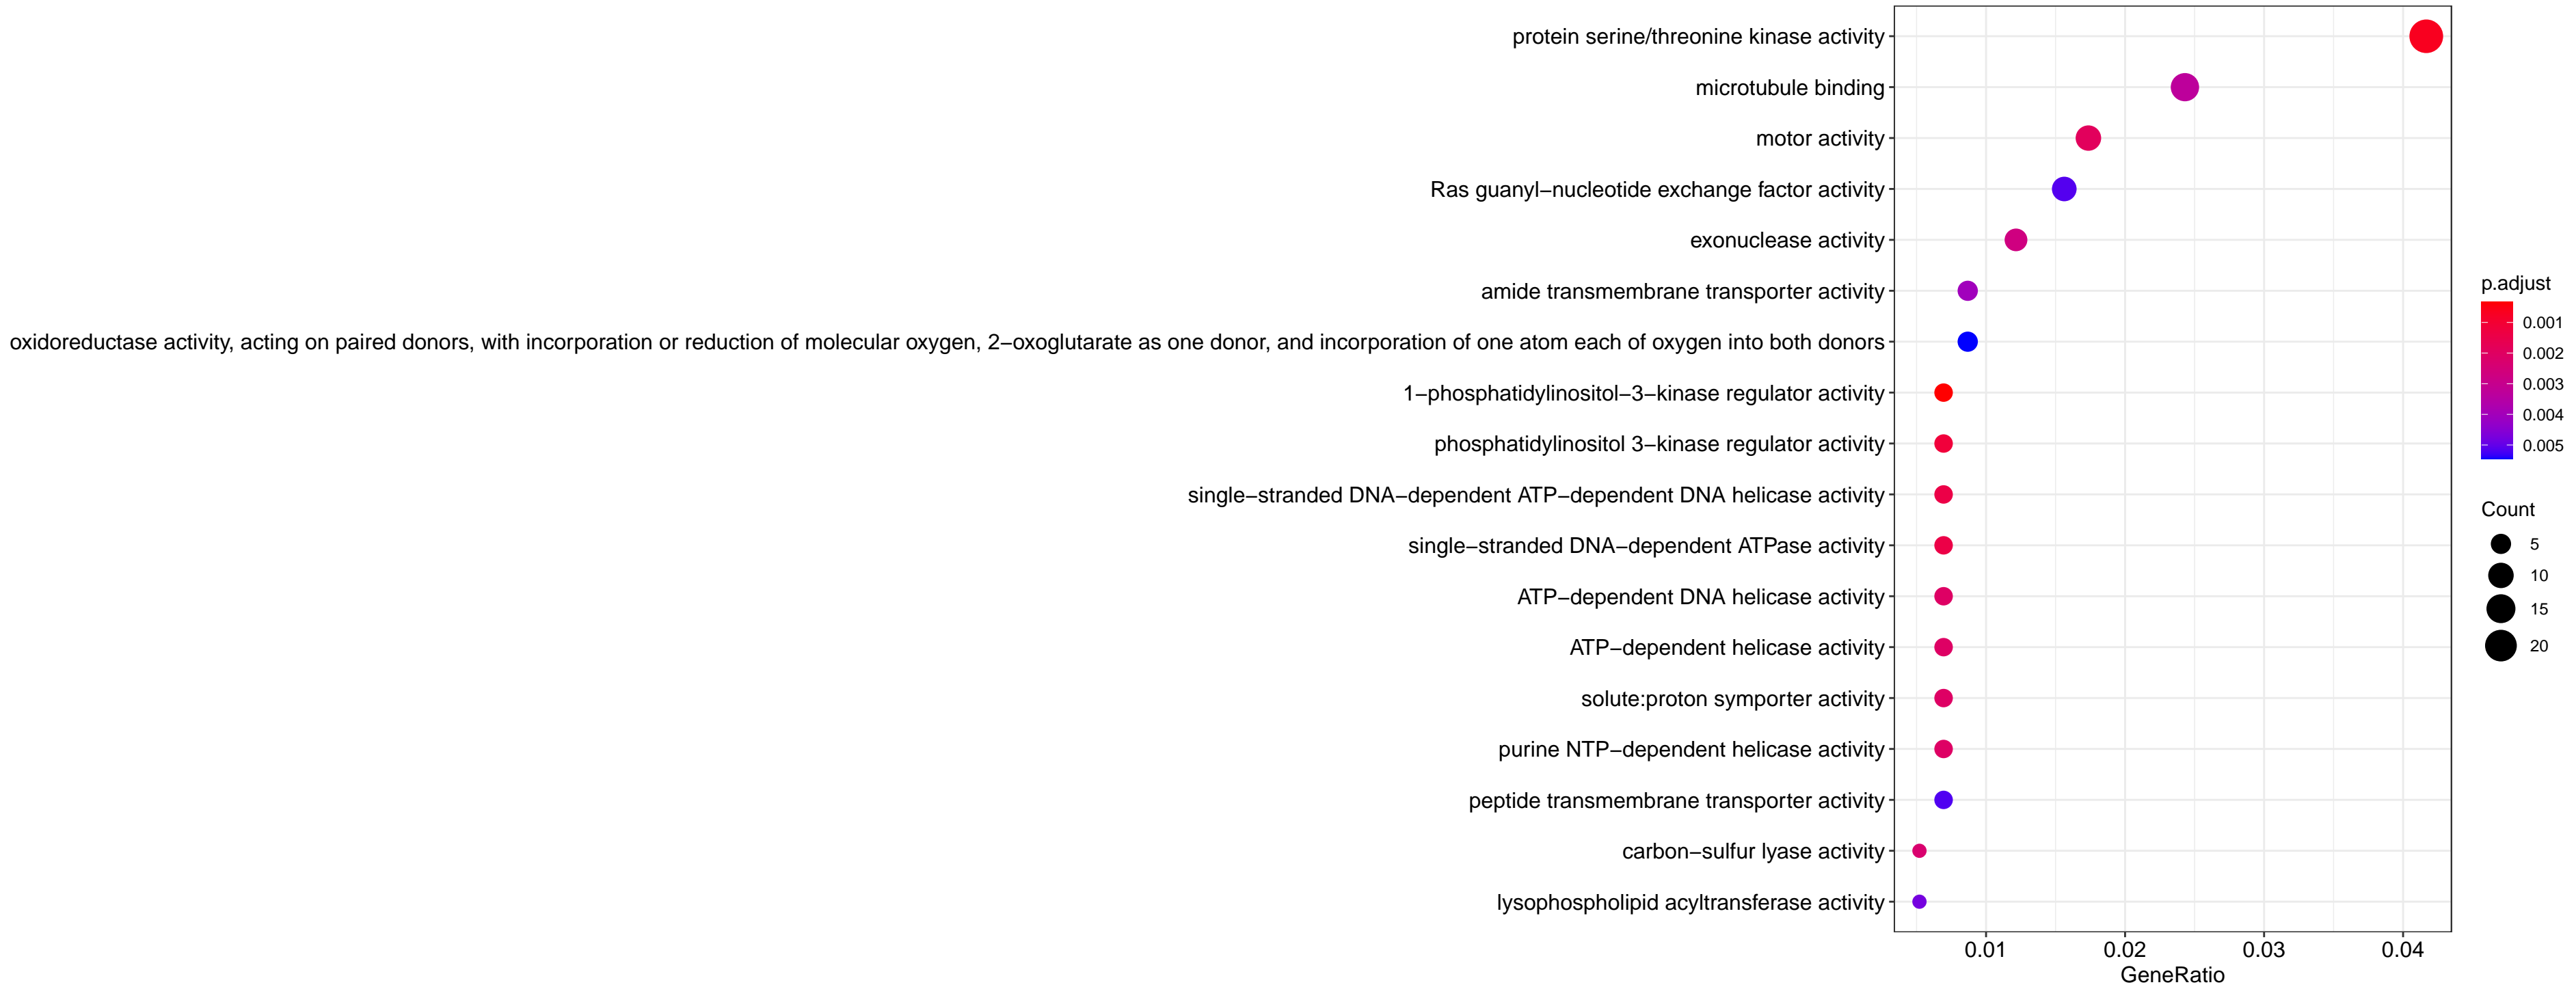 protein serine/threonine kinase activity
microtubule binding
motor activity
Ras guanyl−nucleotide exchange factor activity
exonuclease activity
amide transmembrane transporter activity
oxidoreductase activity, acting on paired donors, with incorporation or reduction of molecular oxygen, 2−oxoglutarate as one donor, and incorporation of one atom each of oxygen into both donors
1−phosphatidylinositol−3−kinase regulator activity
phosphatidylinositol 3−kinase regulator activity
single−stranded DNA−dependent ATP−dependent DNA helicase activity
single−stranded DNA−dependent ATPase activity
ATP−dependent DNA helicase activity
ATP−dependent helicase activity
solute:proton symporter activity
purine NTP−dependent helicase activity
peptide transmembrane transporter activity
carbon−sulfur lyase activity
lysophospholipid acyltransferase activity
0.01 0.02 0.03 0.04
GeneRatio
p.adjust
0.001
0.002
0.003
0.004
0.005
Count
5
10
15
20